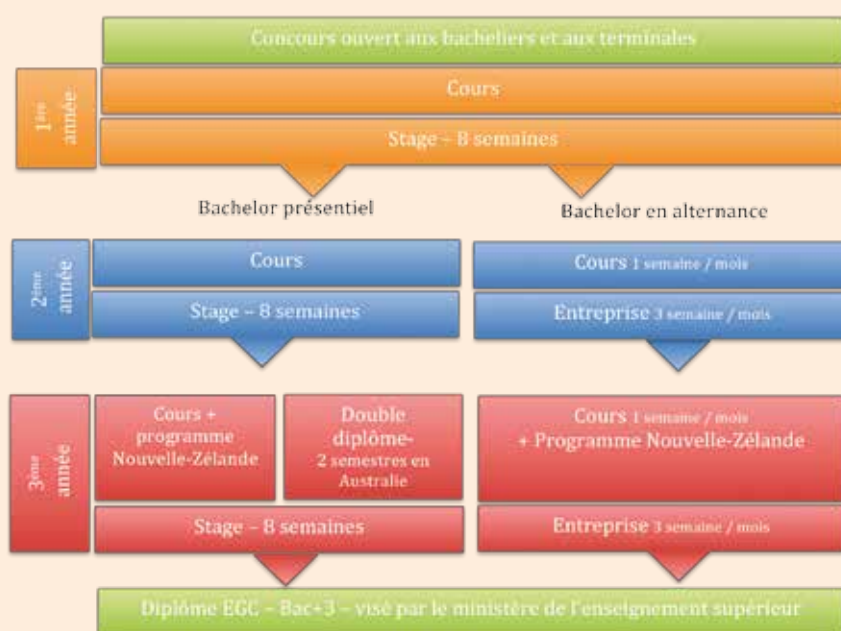 Concours ouvert aux bacheliers et aux terminales
1ère
année
Cours
Stage – 8 semaines
Bachelor présentiel
Bachelor en alternance
2ème
année
Cours
Stage – 8 semaines
Cours 1 semaine / mois
Entreprise 3 semaine / mois
3ème
année
Cours +
programme
Nouvelle-Zélande
Double
diplôme-
2 semestres en
Australie
Stage – 8 semaines
Cours 1 semaine / mois
+ Programme Nouvelle-Zélande
Entreprise 3 semaine / mois
Diplôme EGC – Bac+3 – visé par le ministère de l'enseignement supérieur